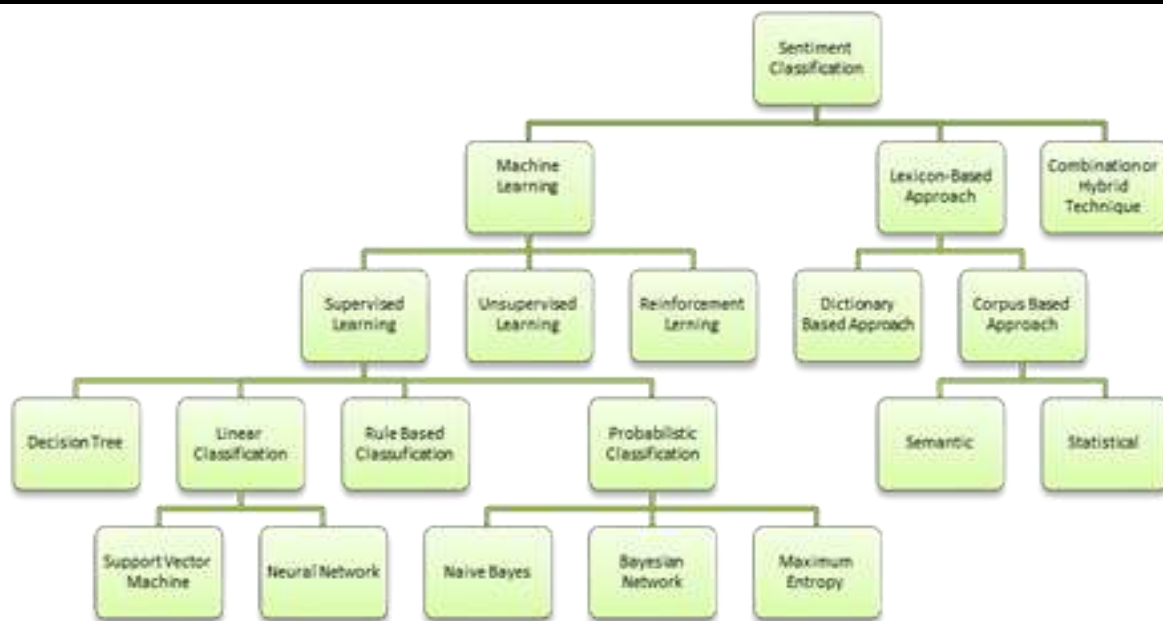 Sentiment
Classification
Machine
Learning
Lexicon-Based
Approach
Combination or
Hybrid
Technique
Supervised
Learning
Unsupervised
Learning
Reinforcement
Lerning
Dictionary
Based Approach
Corpus Based
Approach
Decision Tree
Linear
Classification
Rule Based
Classufication
Probabilistic
Classification
Semantic
Statistical
Support Vector
Machine
Neural Network
Naive Bayes
Bayesian
Network
Maximum
Entropy